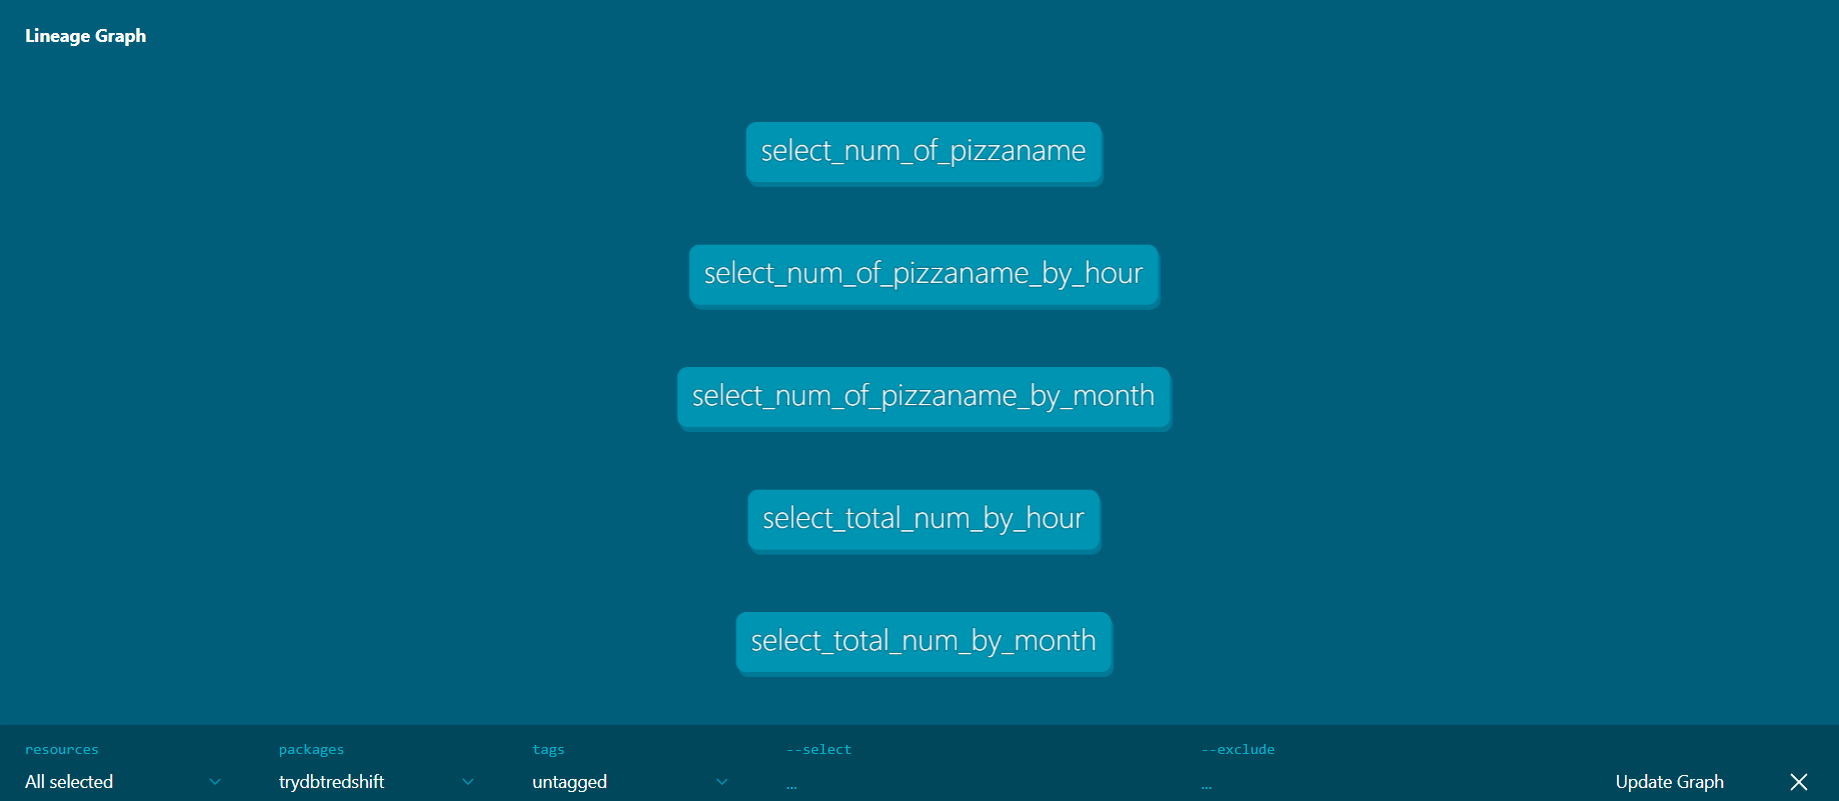 Lineage Graph
select_num_of_pizzaname
select_num_of_pizzaname_by_hour
select_num_of_pizzaname_by_month
select_total_num_by_hour
select_total_num_by_month
resources packages tags --select --exclude
All selected trydbtredshift untagged ... ... Update Graph